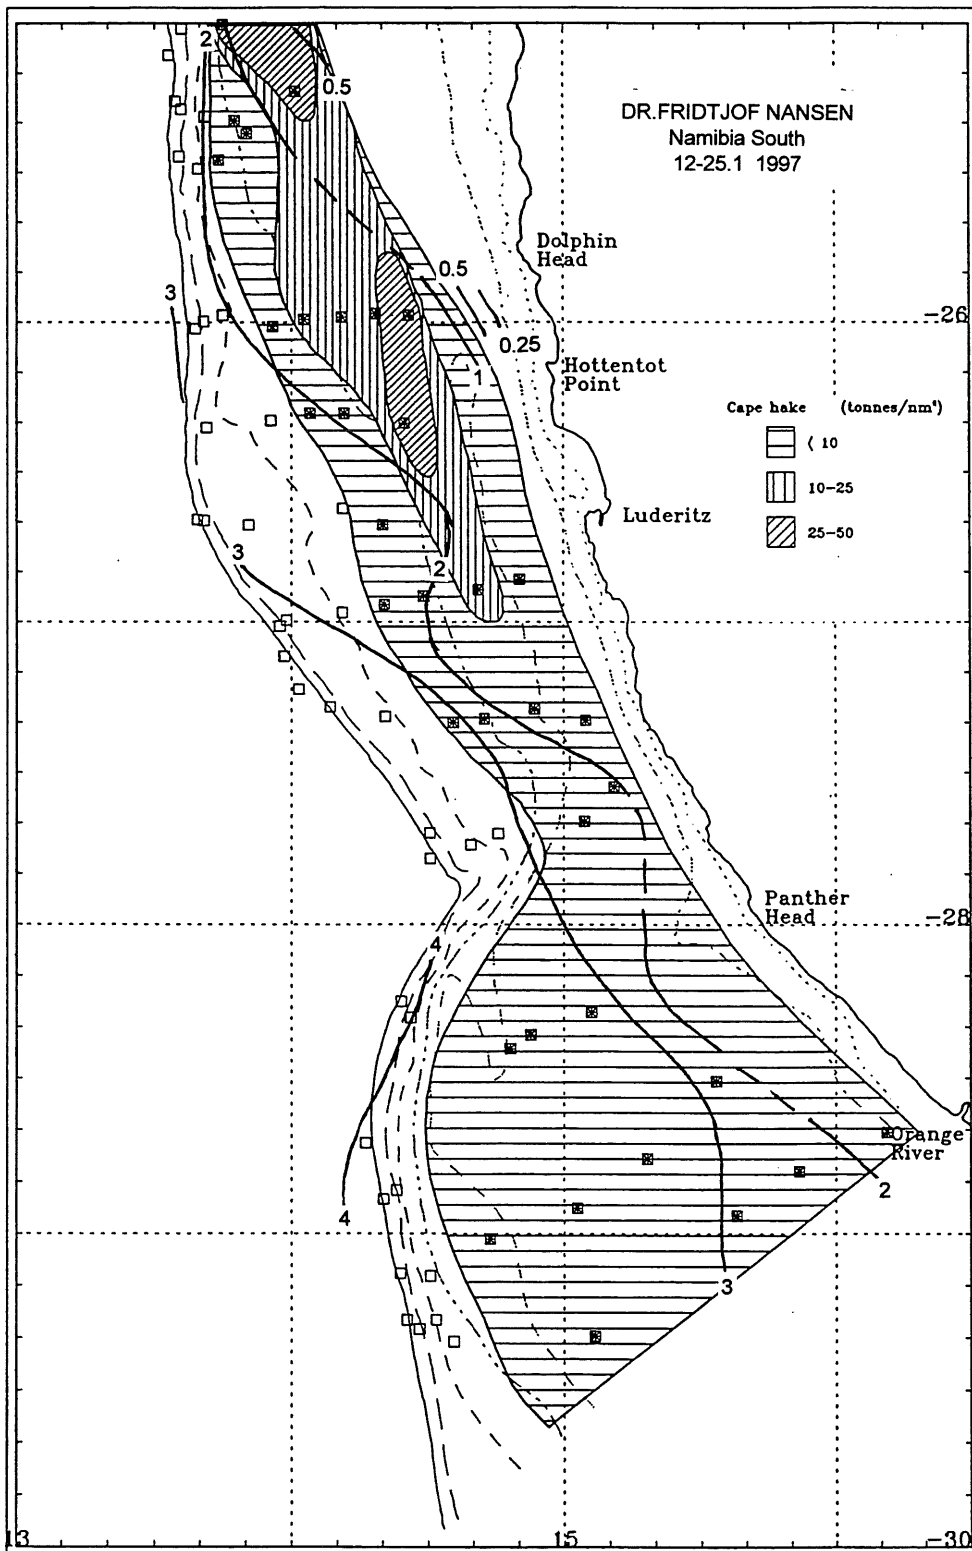 2
0.5
DR.FRIDTJOF NANSEN
Namibia South
12-25.1 1997
Dolphin
Head
0.5
3
-26
0.25
Hottentot
Point
1
Cape hake (tonnes/nm²)
< 10
10-25
25-50
Luderitz
3
2
Panther
Head
-28
4
Orange
River
2
4
3
13
15
-30